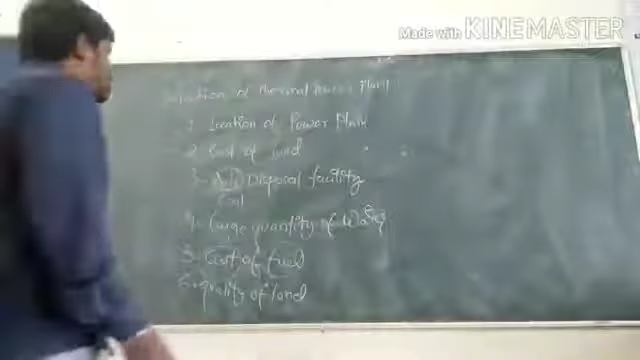 Made with KINEMASTER
Selection of thermal Power Plant
1. Location of Power Plant
2. Cost of land
3. Ash Disposal facility
Coal
4. Large quantity of water
5. Cost of fuel
6. quality of land